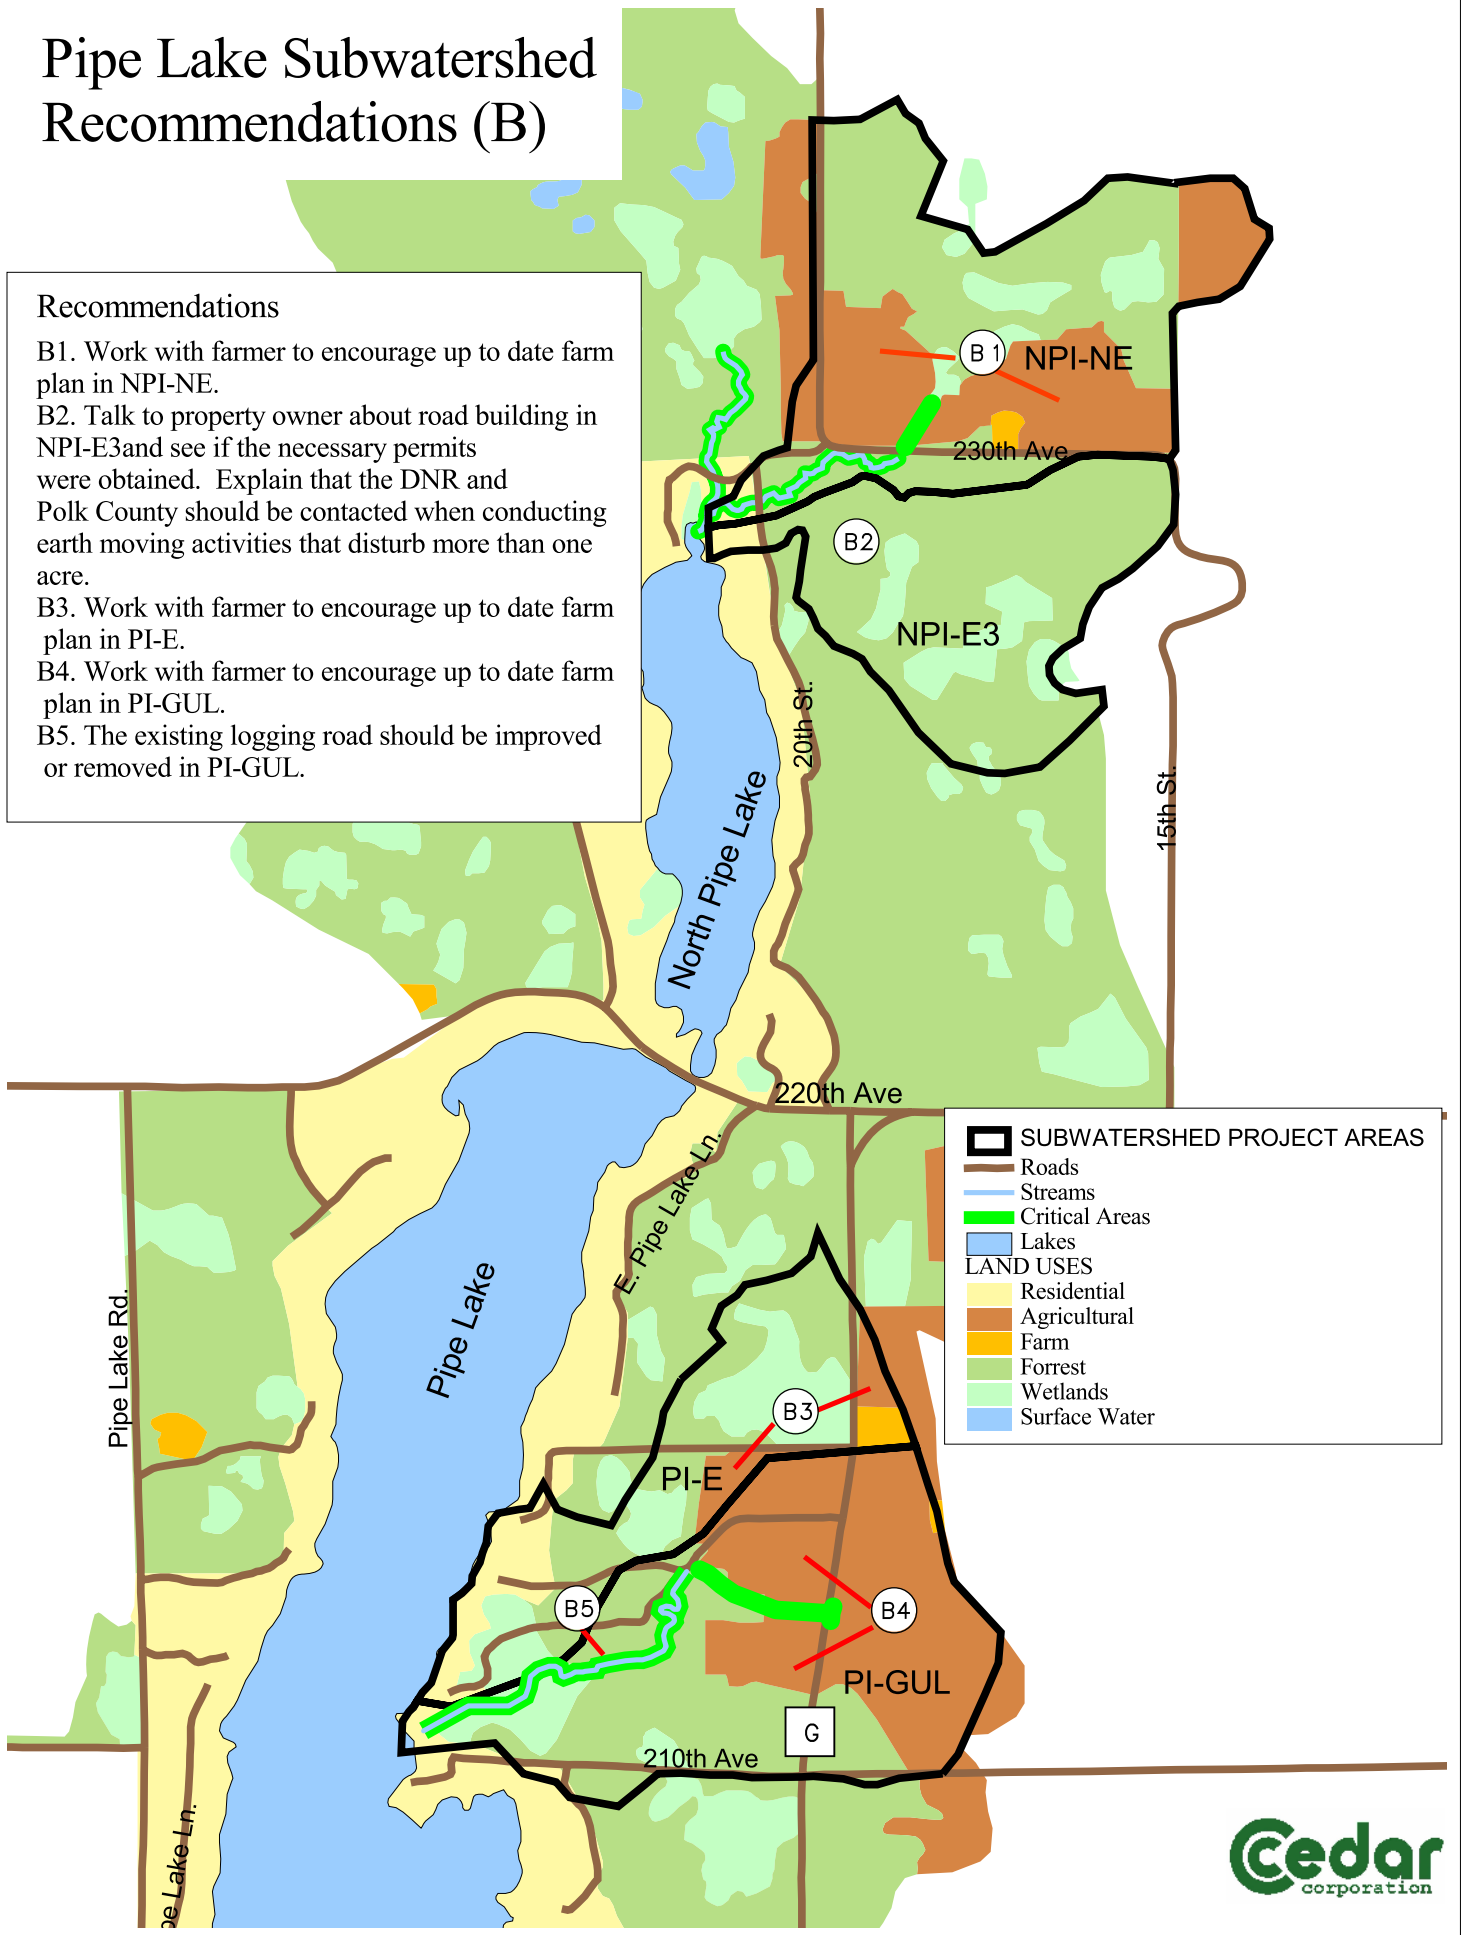 Pipe Lake Subwatershed
Recommendations (B)
Recommendations
B1. Work with farmer to encourage up to date farm
plan in NPI-NE.
B2. Talk to property owner about road building in
NPI-E3and see if the necessary permits
were obtained.  Explain that the DNR and
Polk County should be contacted when conducting
earth moving activities that disturb more than one
acre.
B3. Work with farmer to encourage up to date farm
plan in PI-E.
B4. Work with farmer to encourage up to date farm
plan in PI-GUL.
B5. The existing logging road should be improved
or removed in PI-GUL.
B 1
NPI-NE
230th Ave
B2
NPI-E3
20th St.
15th St.
North Pipe Lake
220th Ave
E. Pipe Lake Ln.
Pipe Lake
Pipe Lake Rd.
SUBWATERSHED PROJECT AREAS
Roads
Streams
Critical Areas
Lakes
LAND USES
Residential
Agricultural
Farm
Forrest
Wetlands
Surface Water
B3
PI-E
B5
B4
PI-GUL
G
210th Ave
pe Lake Ln.
Cedar
corporation